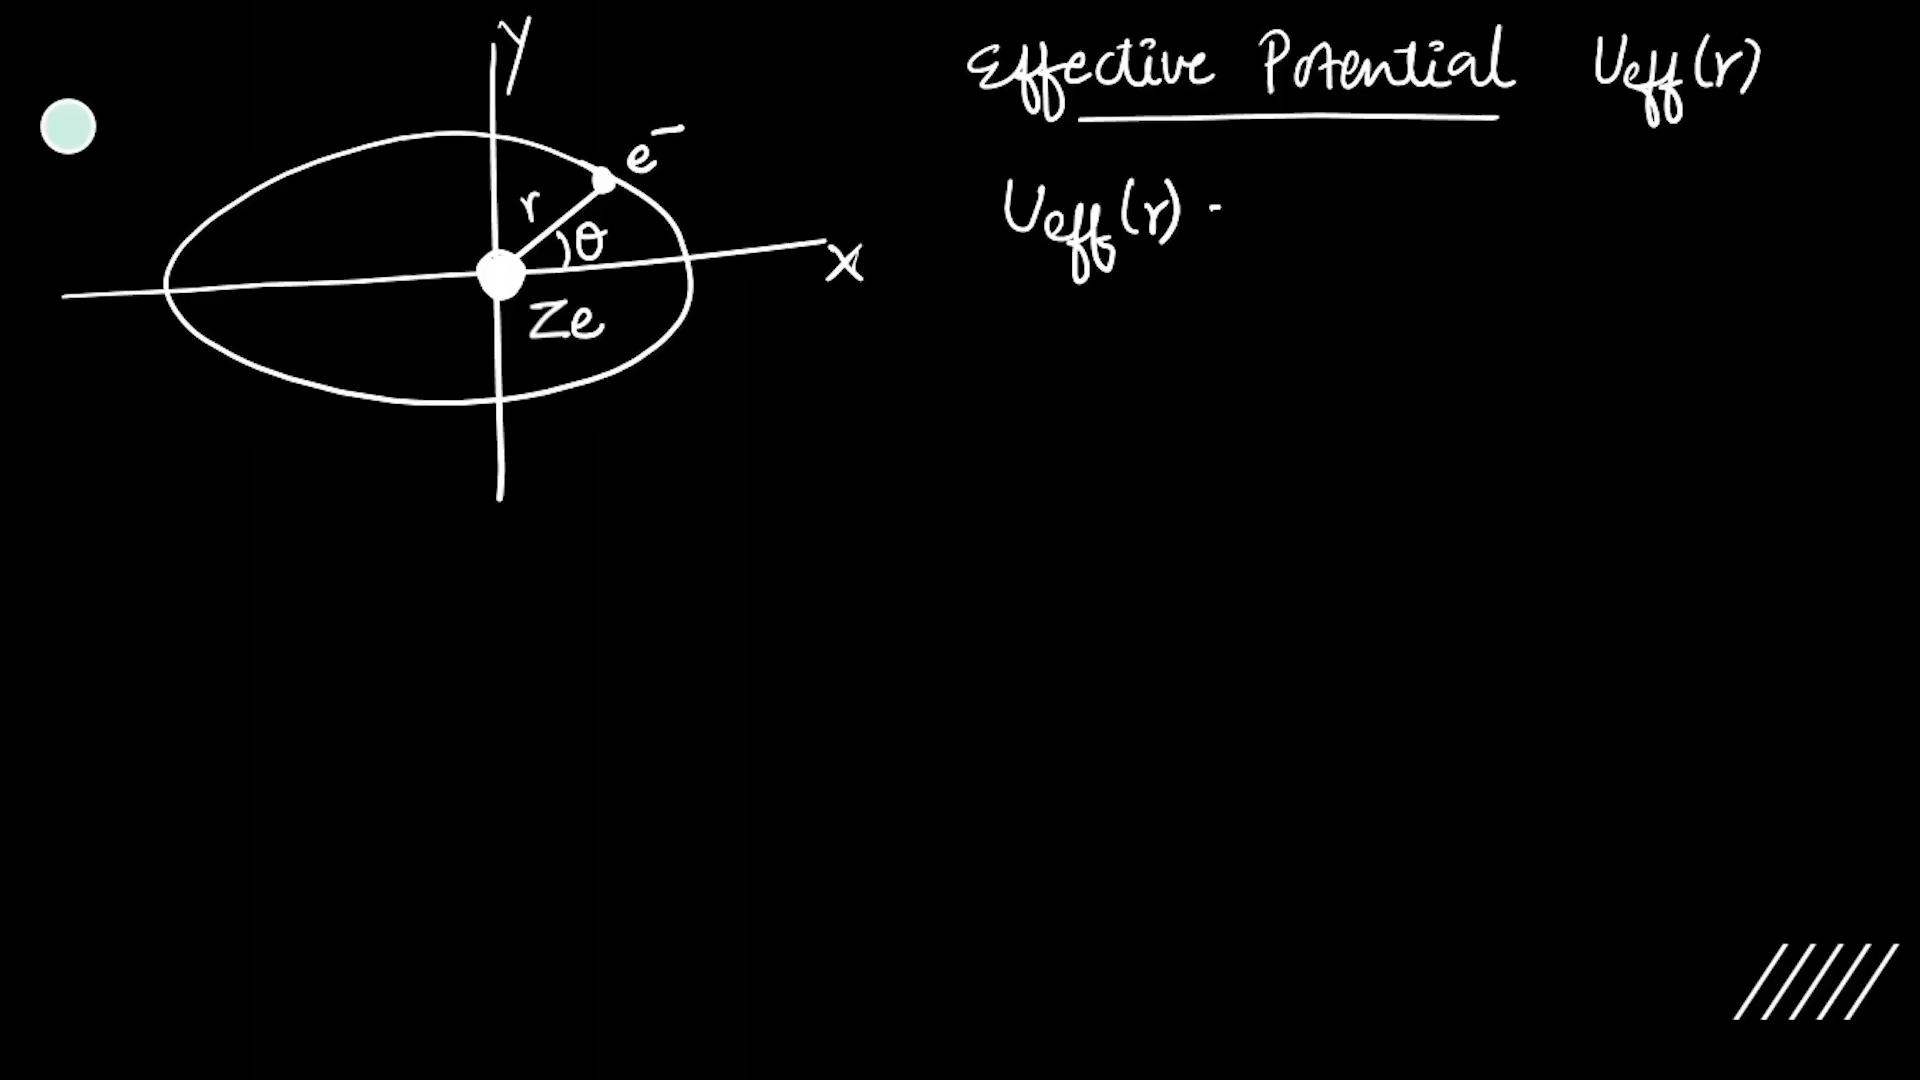 y
Effective Potential Ueff(r)
e⁻
r
θ
Ueff(r) -
x
Ze